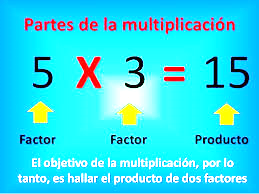 Partes de la multiplicación
5 X 3 = 15
Factor Factor Producto
El objetivo de la multiplicación, por lo
tanto, es hallar el producto de dos factores